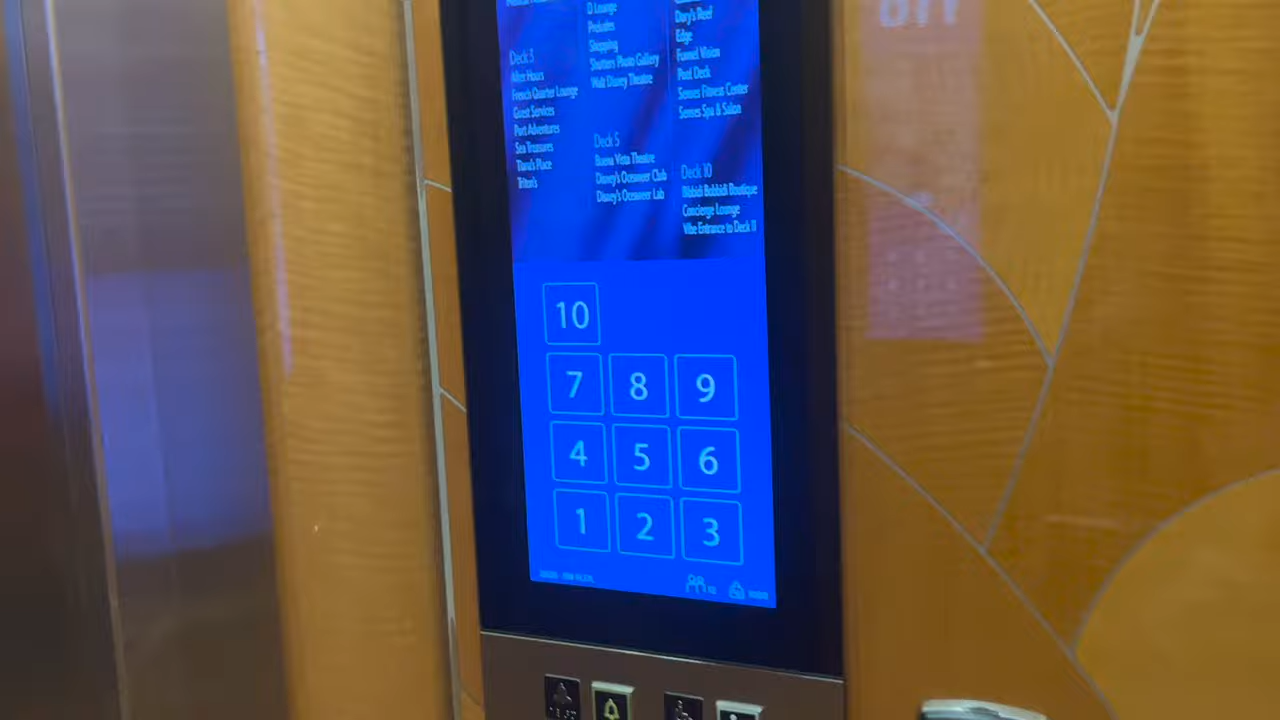 Deck 3
After Hours
French Quarter Lounge
Guest Services
Port Adventures
Sea Treasures
Tiana's Place
Triton's
D Lounge
Preludes
Shopping
Shutters Photo Gallery
Walt Disney Theatre
Deck 5
Buena Vista Theatre
Disney's Oceaneer Club
Disney's Oceaneer Lab
Dory's Reef
Edge
Funnel Vision
Pool Deck
Senses Fitness Center
Senses Spa & Salon
Deck 10
Bibbidi Bobbidi Boutique
Concierge Lounge
Vibe Entrance to Deck 11
10
7 8 9
4 5 6
1 2 3